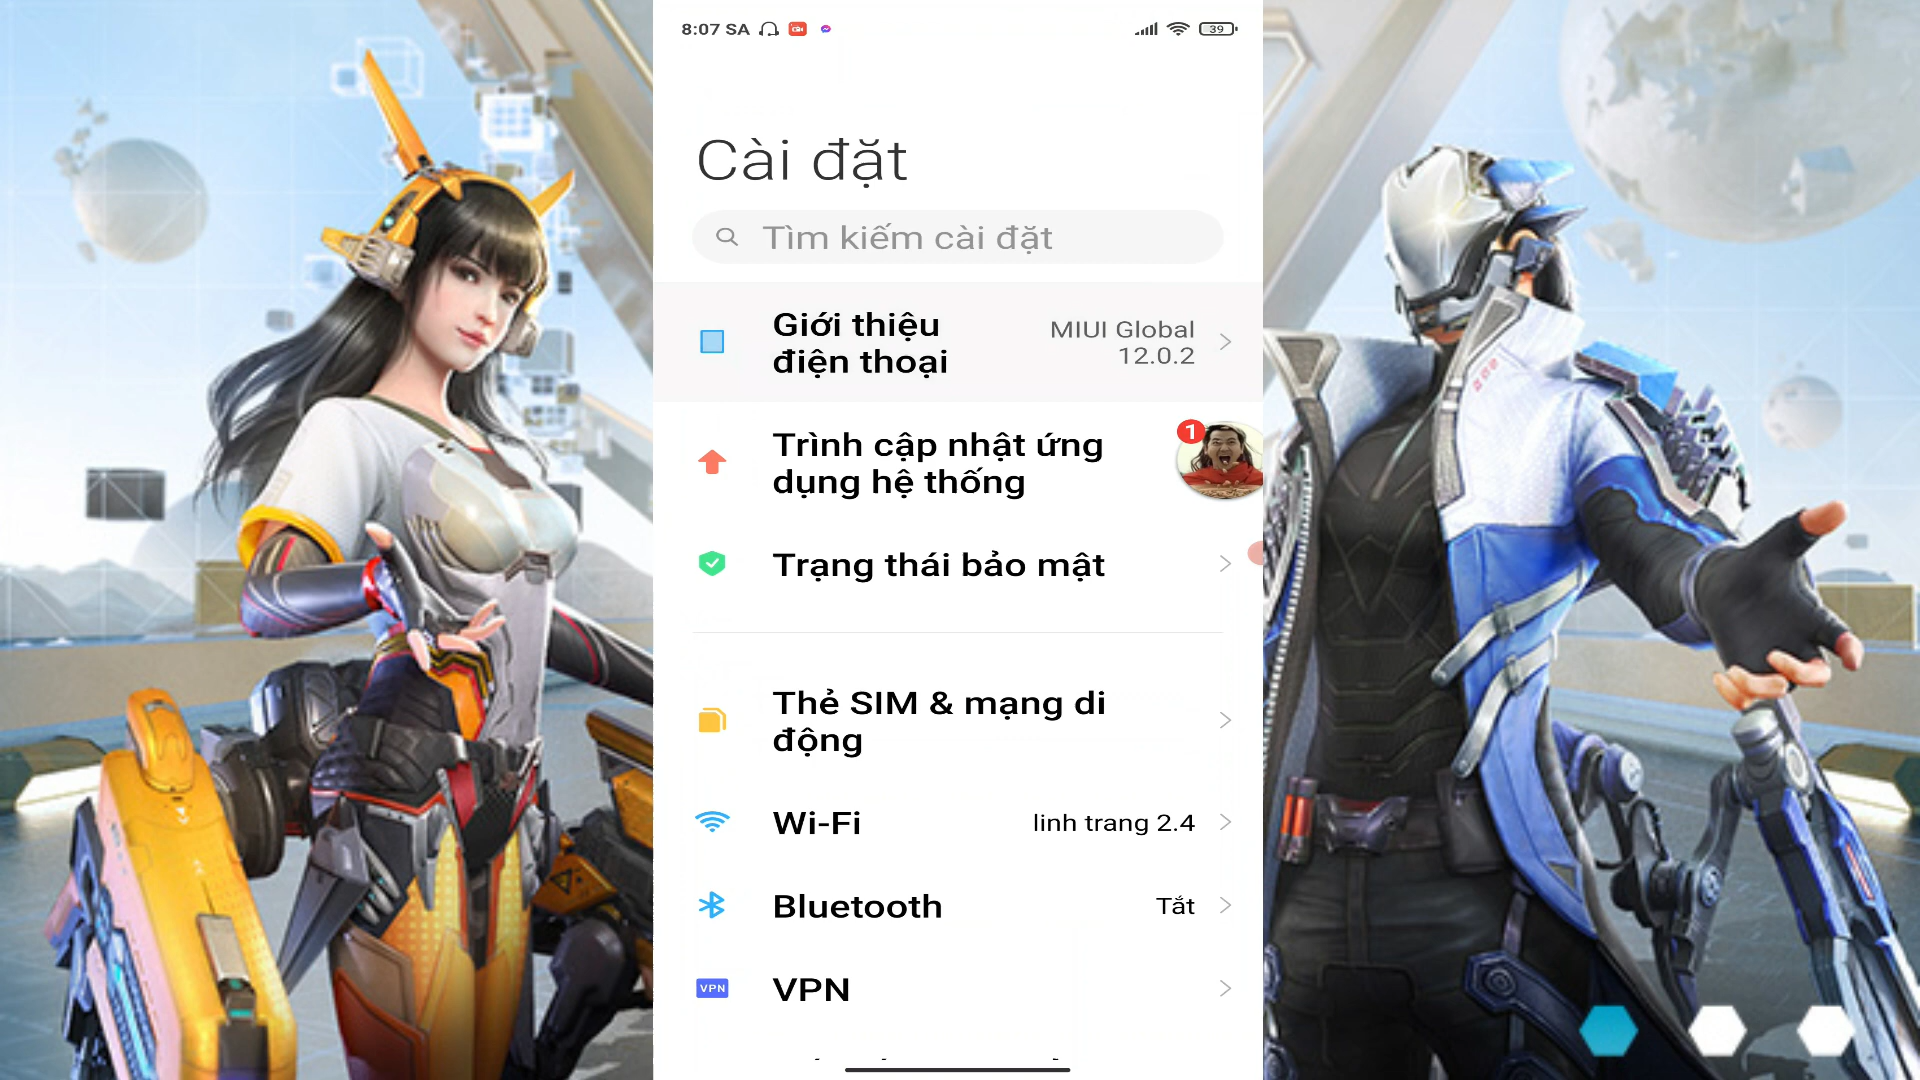 8:07 SA
39
Cài đặt
Tìm kiếm cài đặt
Giới thiệu
điện thoại
MIUI Global
12.0.2
Trình cập nhật ứng
dụng hệ thống
1
Trạng thái bảo mật
Thẻ SIM & mạng di
động
Wi-Fi
linh trang 2.4
Bluetooth
Tắt
VPN
VPN